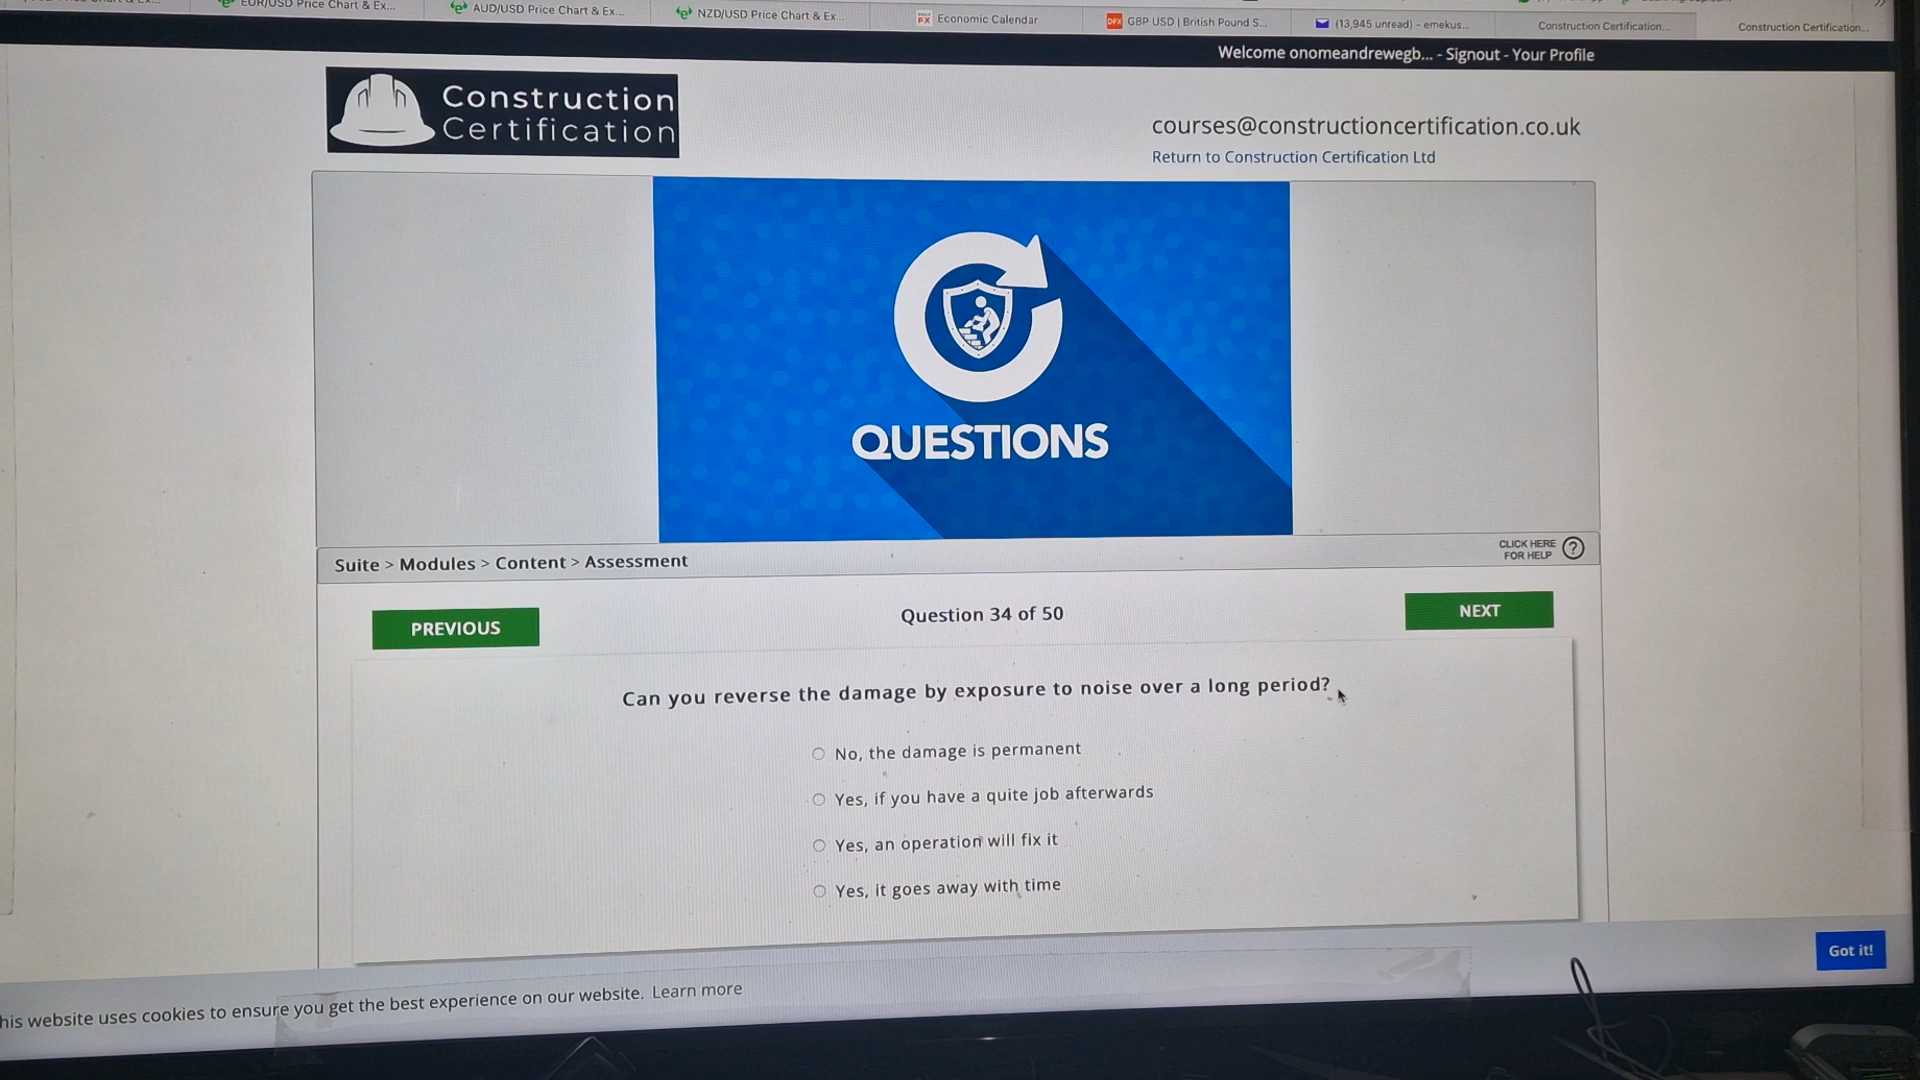 EUR/USD Price Chart & Ex...
AUD/USD Price Chart & Ex...
NZD/USD Price Chart & Ex...
Economic Calendar
GBP USD | British Pound S...
(13,945 unread) - emekus...
Construction Certification...
Construction Certification...
Welcome onomeandrewegb... - Signout - Your Profile
Construction
Certification
courses@constructioncertification.co.uk
Return to Construction Certification Ltd
QUESTIONS
Suite > Modules > Content > Assessment
CLICK HERE
FOR HELP ?
PREVIOUS
Question 34 of 50
NEXT
Can you reverse the damage by exposure to noise over a long period?
No, the damage is permanent
Yes, if you have a quite job afterwards
Yes, an operation will fix it
Yes, it goes away with time
Got it!
his website uses cookies to ensure you get the best experience on our website. Learn more